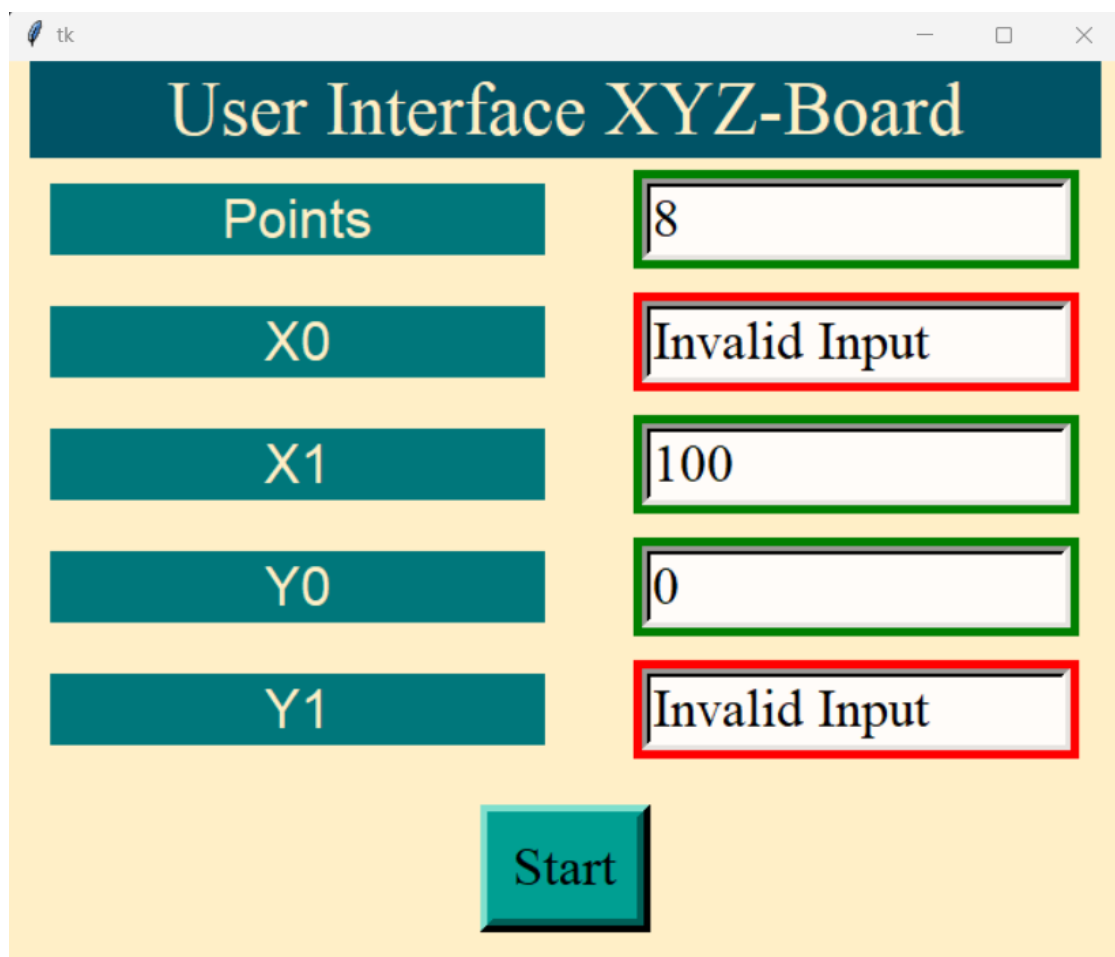 tk
User Interface XYZ-Board
Points
8
X0
Invalid Input
X1
100
Y0
0
Y1
Invalid Input
Start